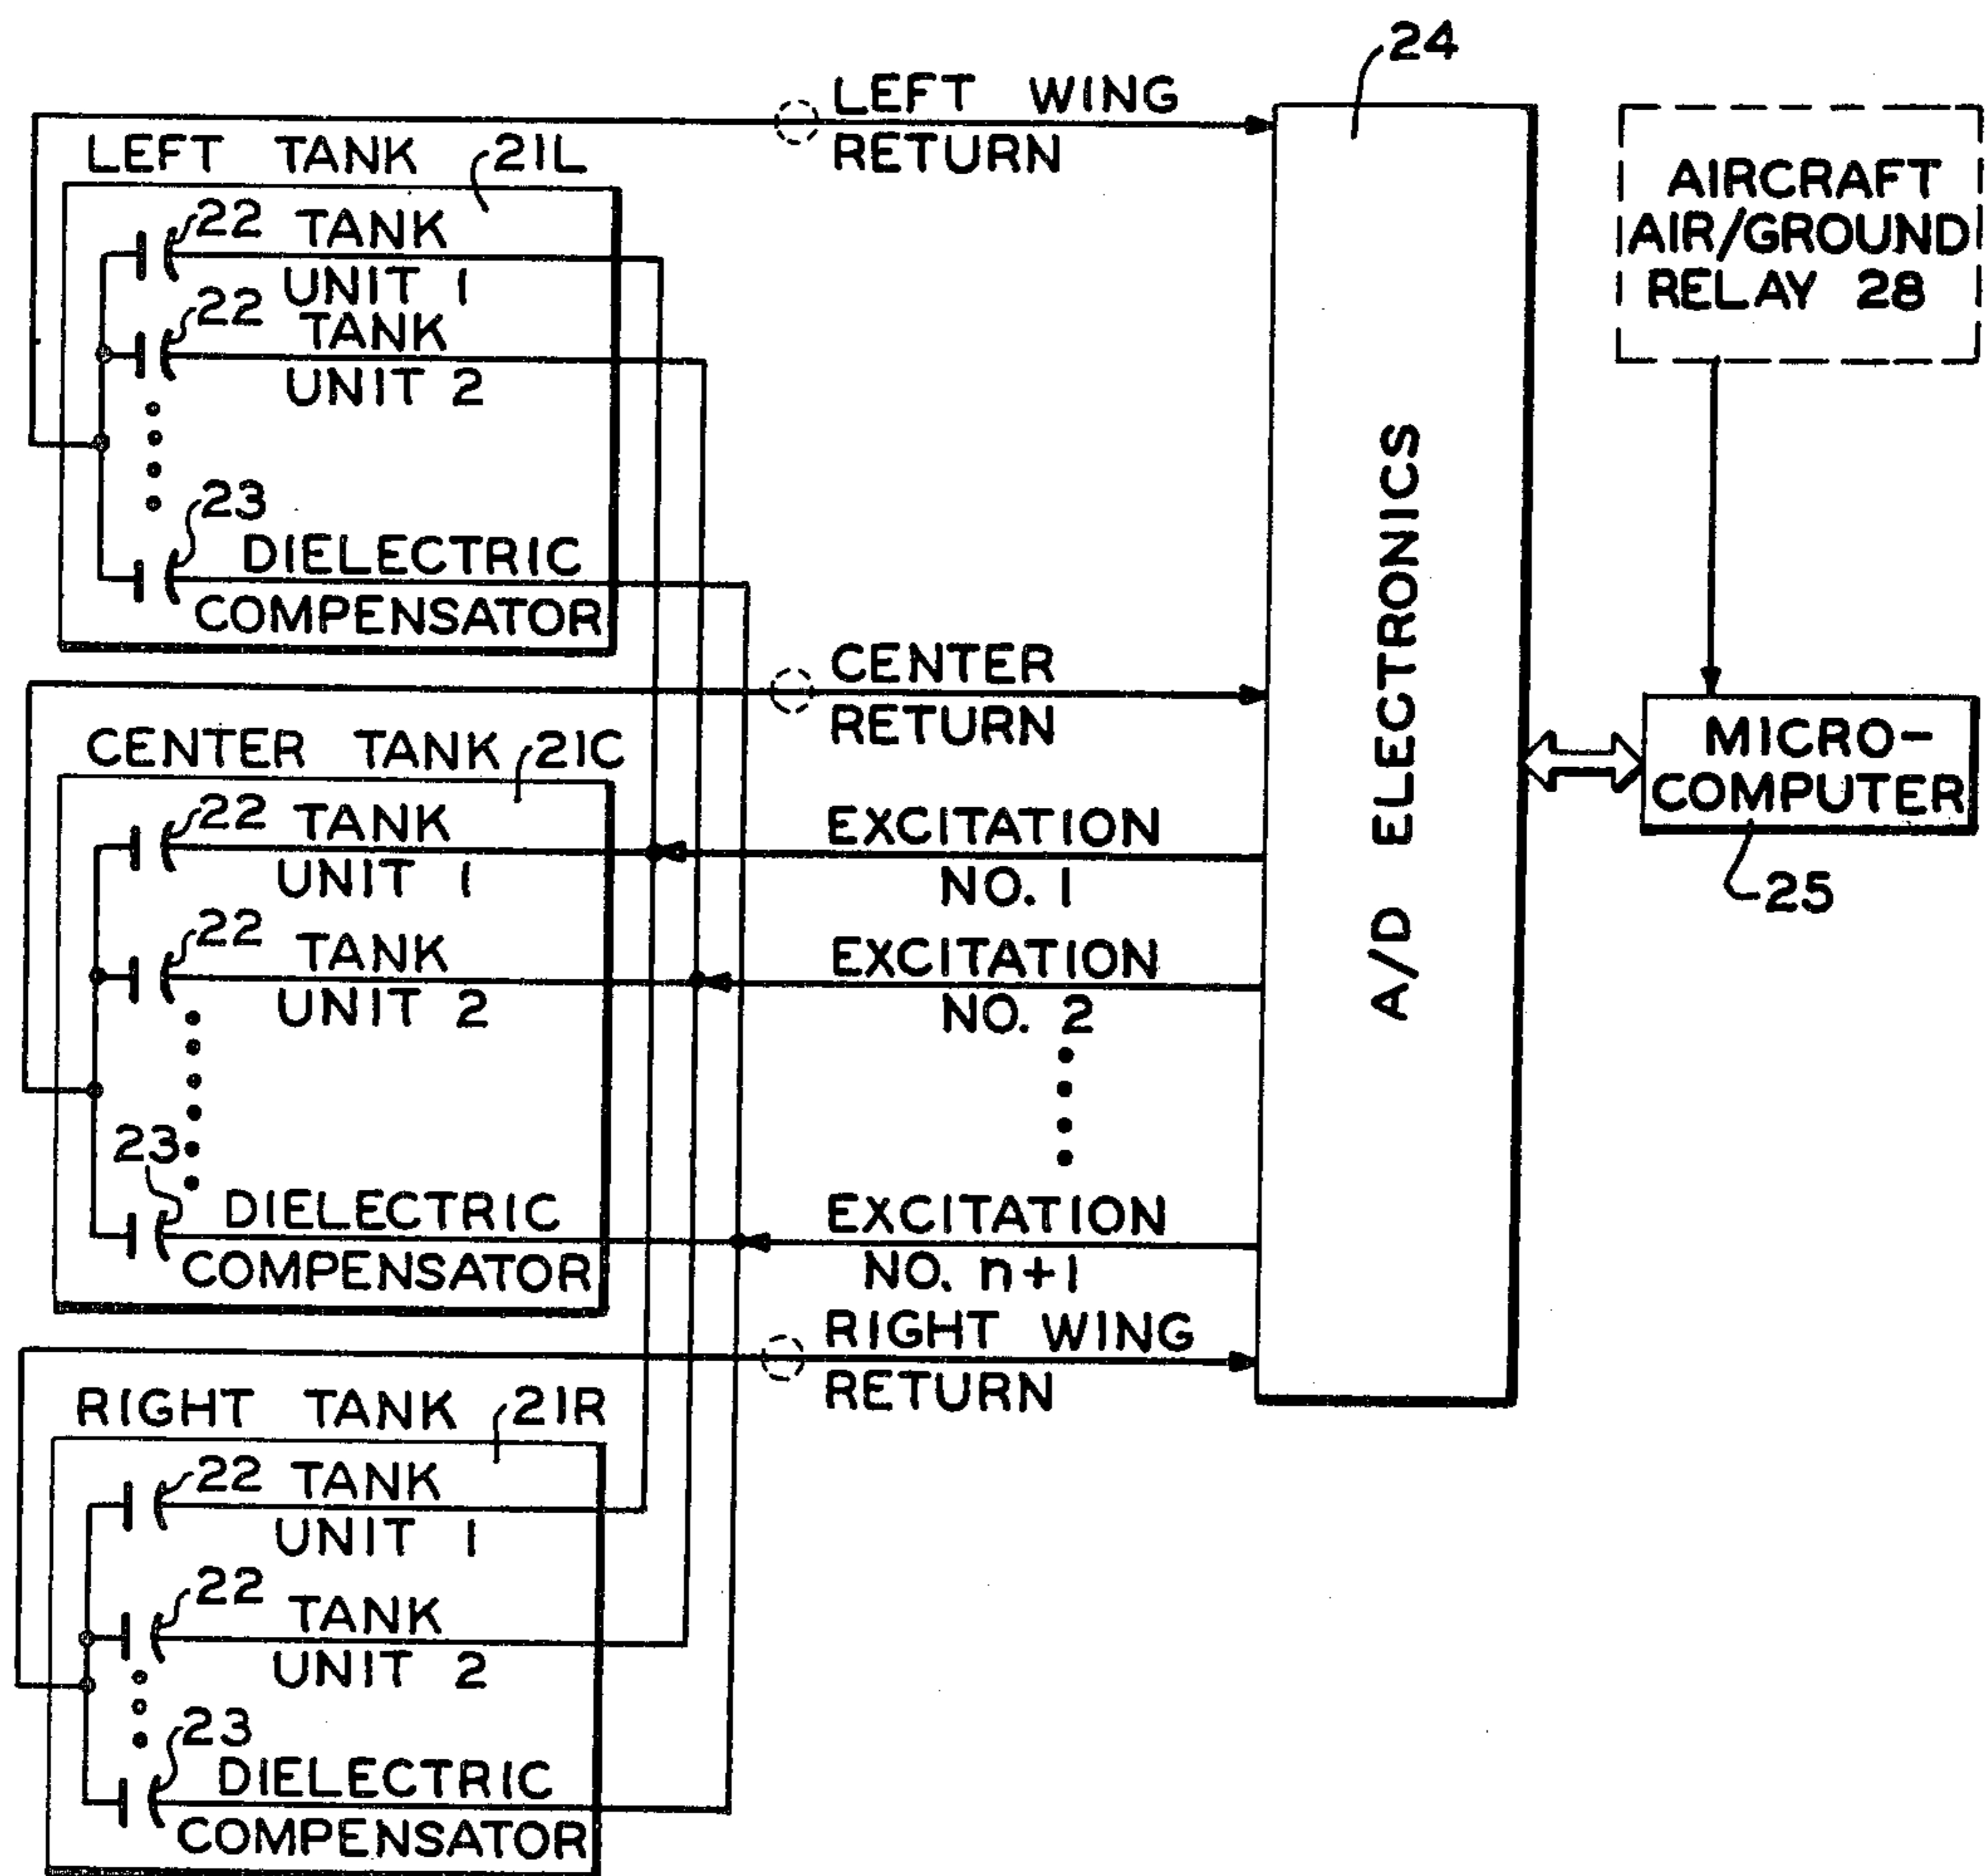 24
LEFT WING
RETURN
LEFT TANK 21L
22 TANK
UNIT 1
22 TANK
UNIT 2
23
DIELECTRIC
COMPENSATOR
AIRCRAFT
AIR/GROUND
RELAY 28
A/D ELECTRONICS
CENTER
RETURN
MICRO-
COMPUTER
25
CENTER TANK 21C
22 TANK
UNIT 1
EXCITATION
NO. 1
22 TANK
UNIT 2
EXCITATION
NO. 2
23
DIELECTRIC
COMPENSATOR
EXCITATION
NO. n+1
RIGHT WING
RETURN
RIGHT TANK 21R
22 TANK
UNIT 1
22 TANK
UNIT 2
23
DIELECTRIC
COMPENSATOR